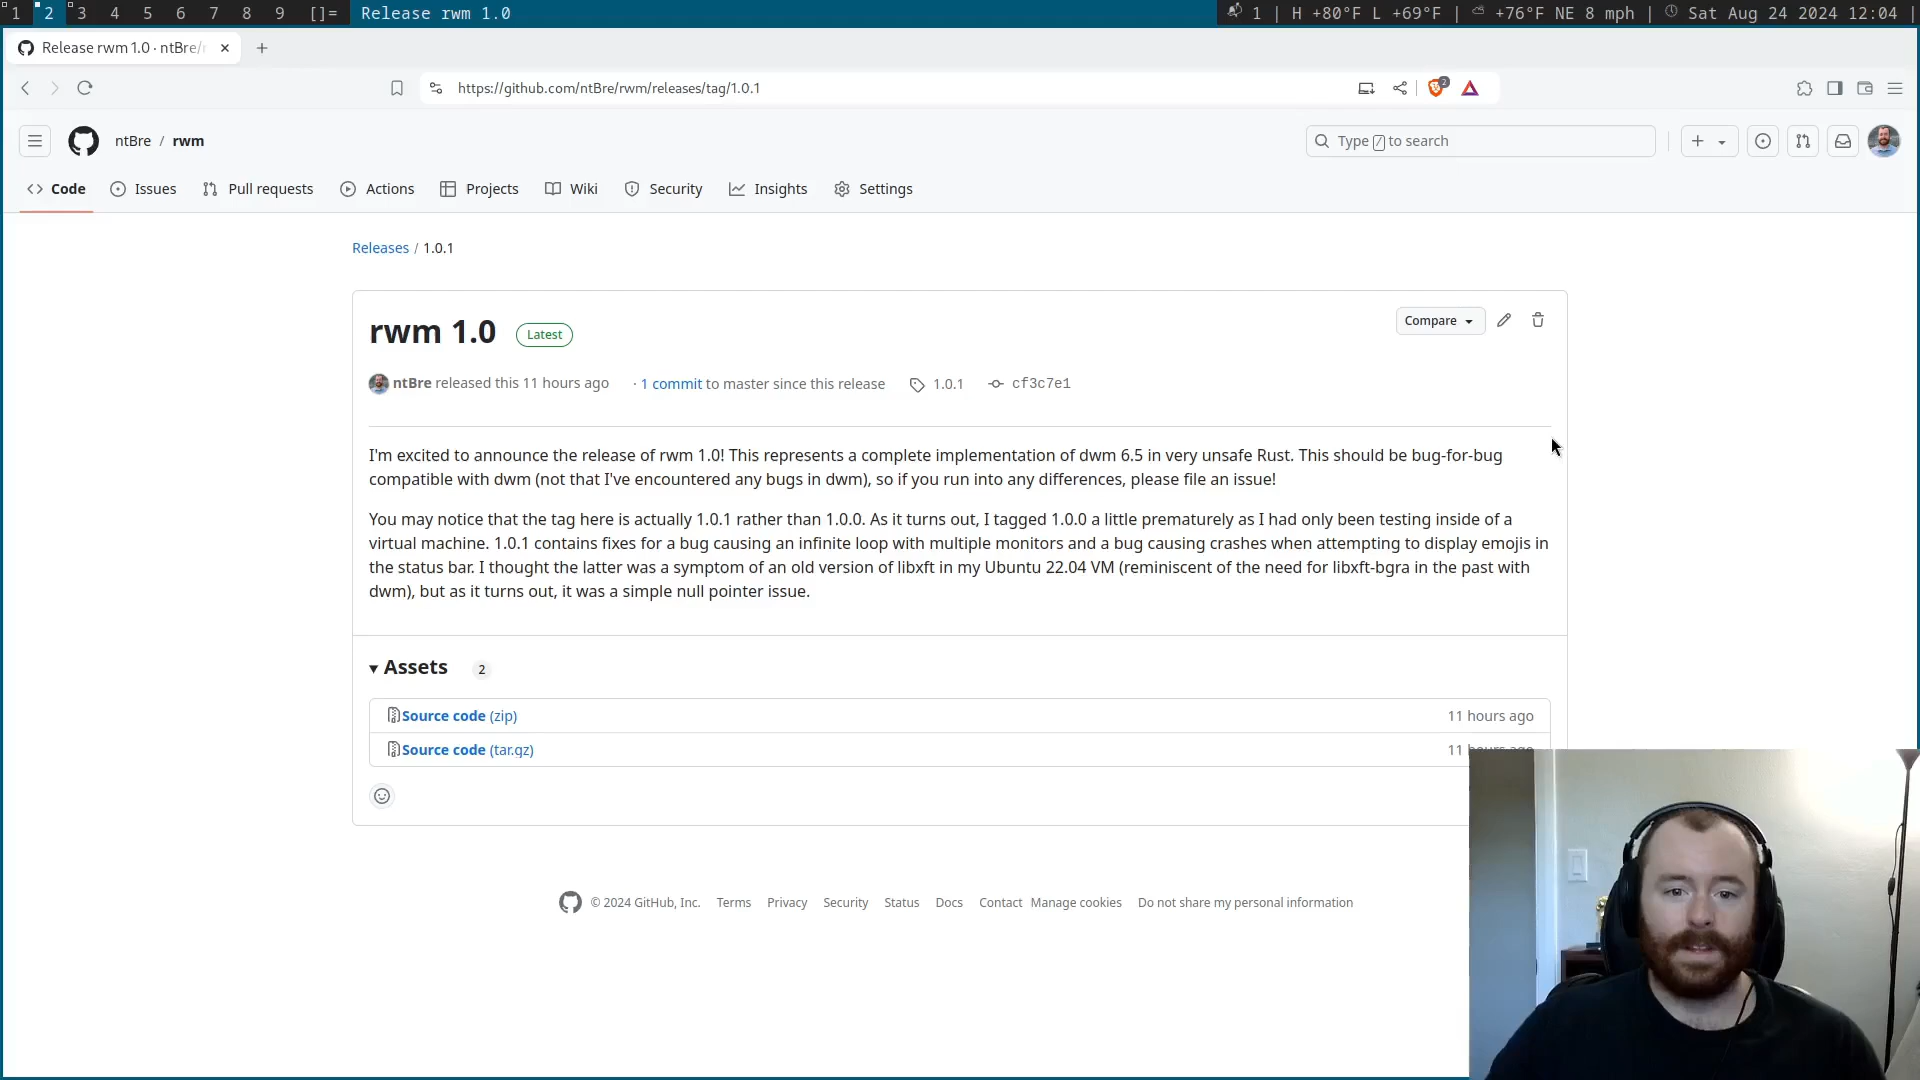 1 2 3 4 5 6 7 8 9 []= Release rwm 1.0 1 | H +80°F L +69°F | +76°F NE 8 mph | Sat Aug 24 2024 12:04 |
Release rwm 1.0 · ntBre/r
https://github.com/ntBre/rwm/releases/tag/1.0.1 2
ntBre / rwm Type / to search
Code Issues Pull requests Actions Projects Wiki Security Insights Settings
Releases / 1.0.1
rwm 1.0 Latest Compare
ntBre released this 11 hours ago · 1 commit to master since this release 1.0.1 cf3c7e1
I'm excited to announce the release of rwm 1.0! This represents a complete implementation of dwm 6.5 in very unsafe Rust. This should be bug-for-bug
compatible with dwm (not that I've encountered any bugs in dwm), so if you run into any differences, please file an issue!
You may notice that the tag here is actually 1.0.1 rather than 1.0.0. As it turns out, I tagged 1.0.0 a little prematurely as I had only been testing inside of a
virtual machine. 1.0.1 contains fixes for a bug causing an infinite loop with multiple monitors and a bug causing crashes when attempting to display emojis in
the status bar. I thought the latter was a symptom of an old version of libxft in my Ubuntu 22.04 VM (reminiscent of the need for libxft-bgra in the past with
dwm), but as it turns out, it was a simple null pointer issue.
Assets 2
Source code (zip) 11 hours ago
Source code (tar.gz) 11 hours ago
© 2024 GitHub, Inc. Terms Privacy Security Status Docs Contact Manage cookies Do not share my personal information